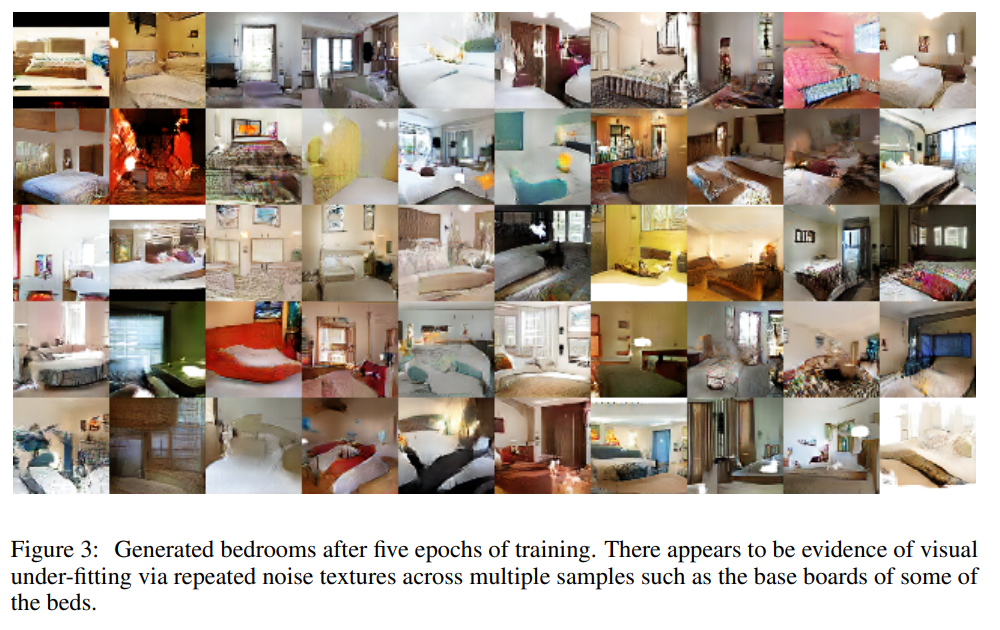 Figure 3: Generated bedrooms after five epochs of training. There appears to be evidence of visual
under-fitting via repeated noise textures across multiple samples such as the base boards of some of
the beds.